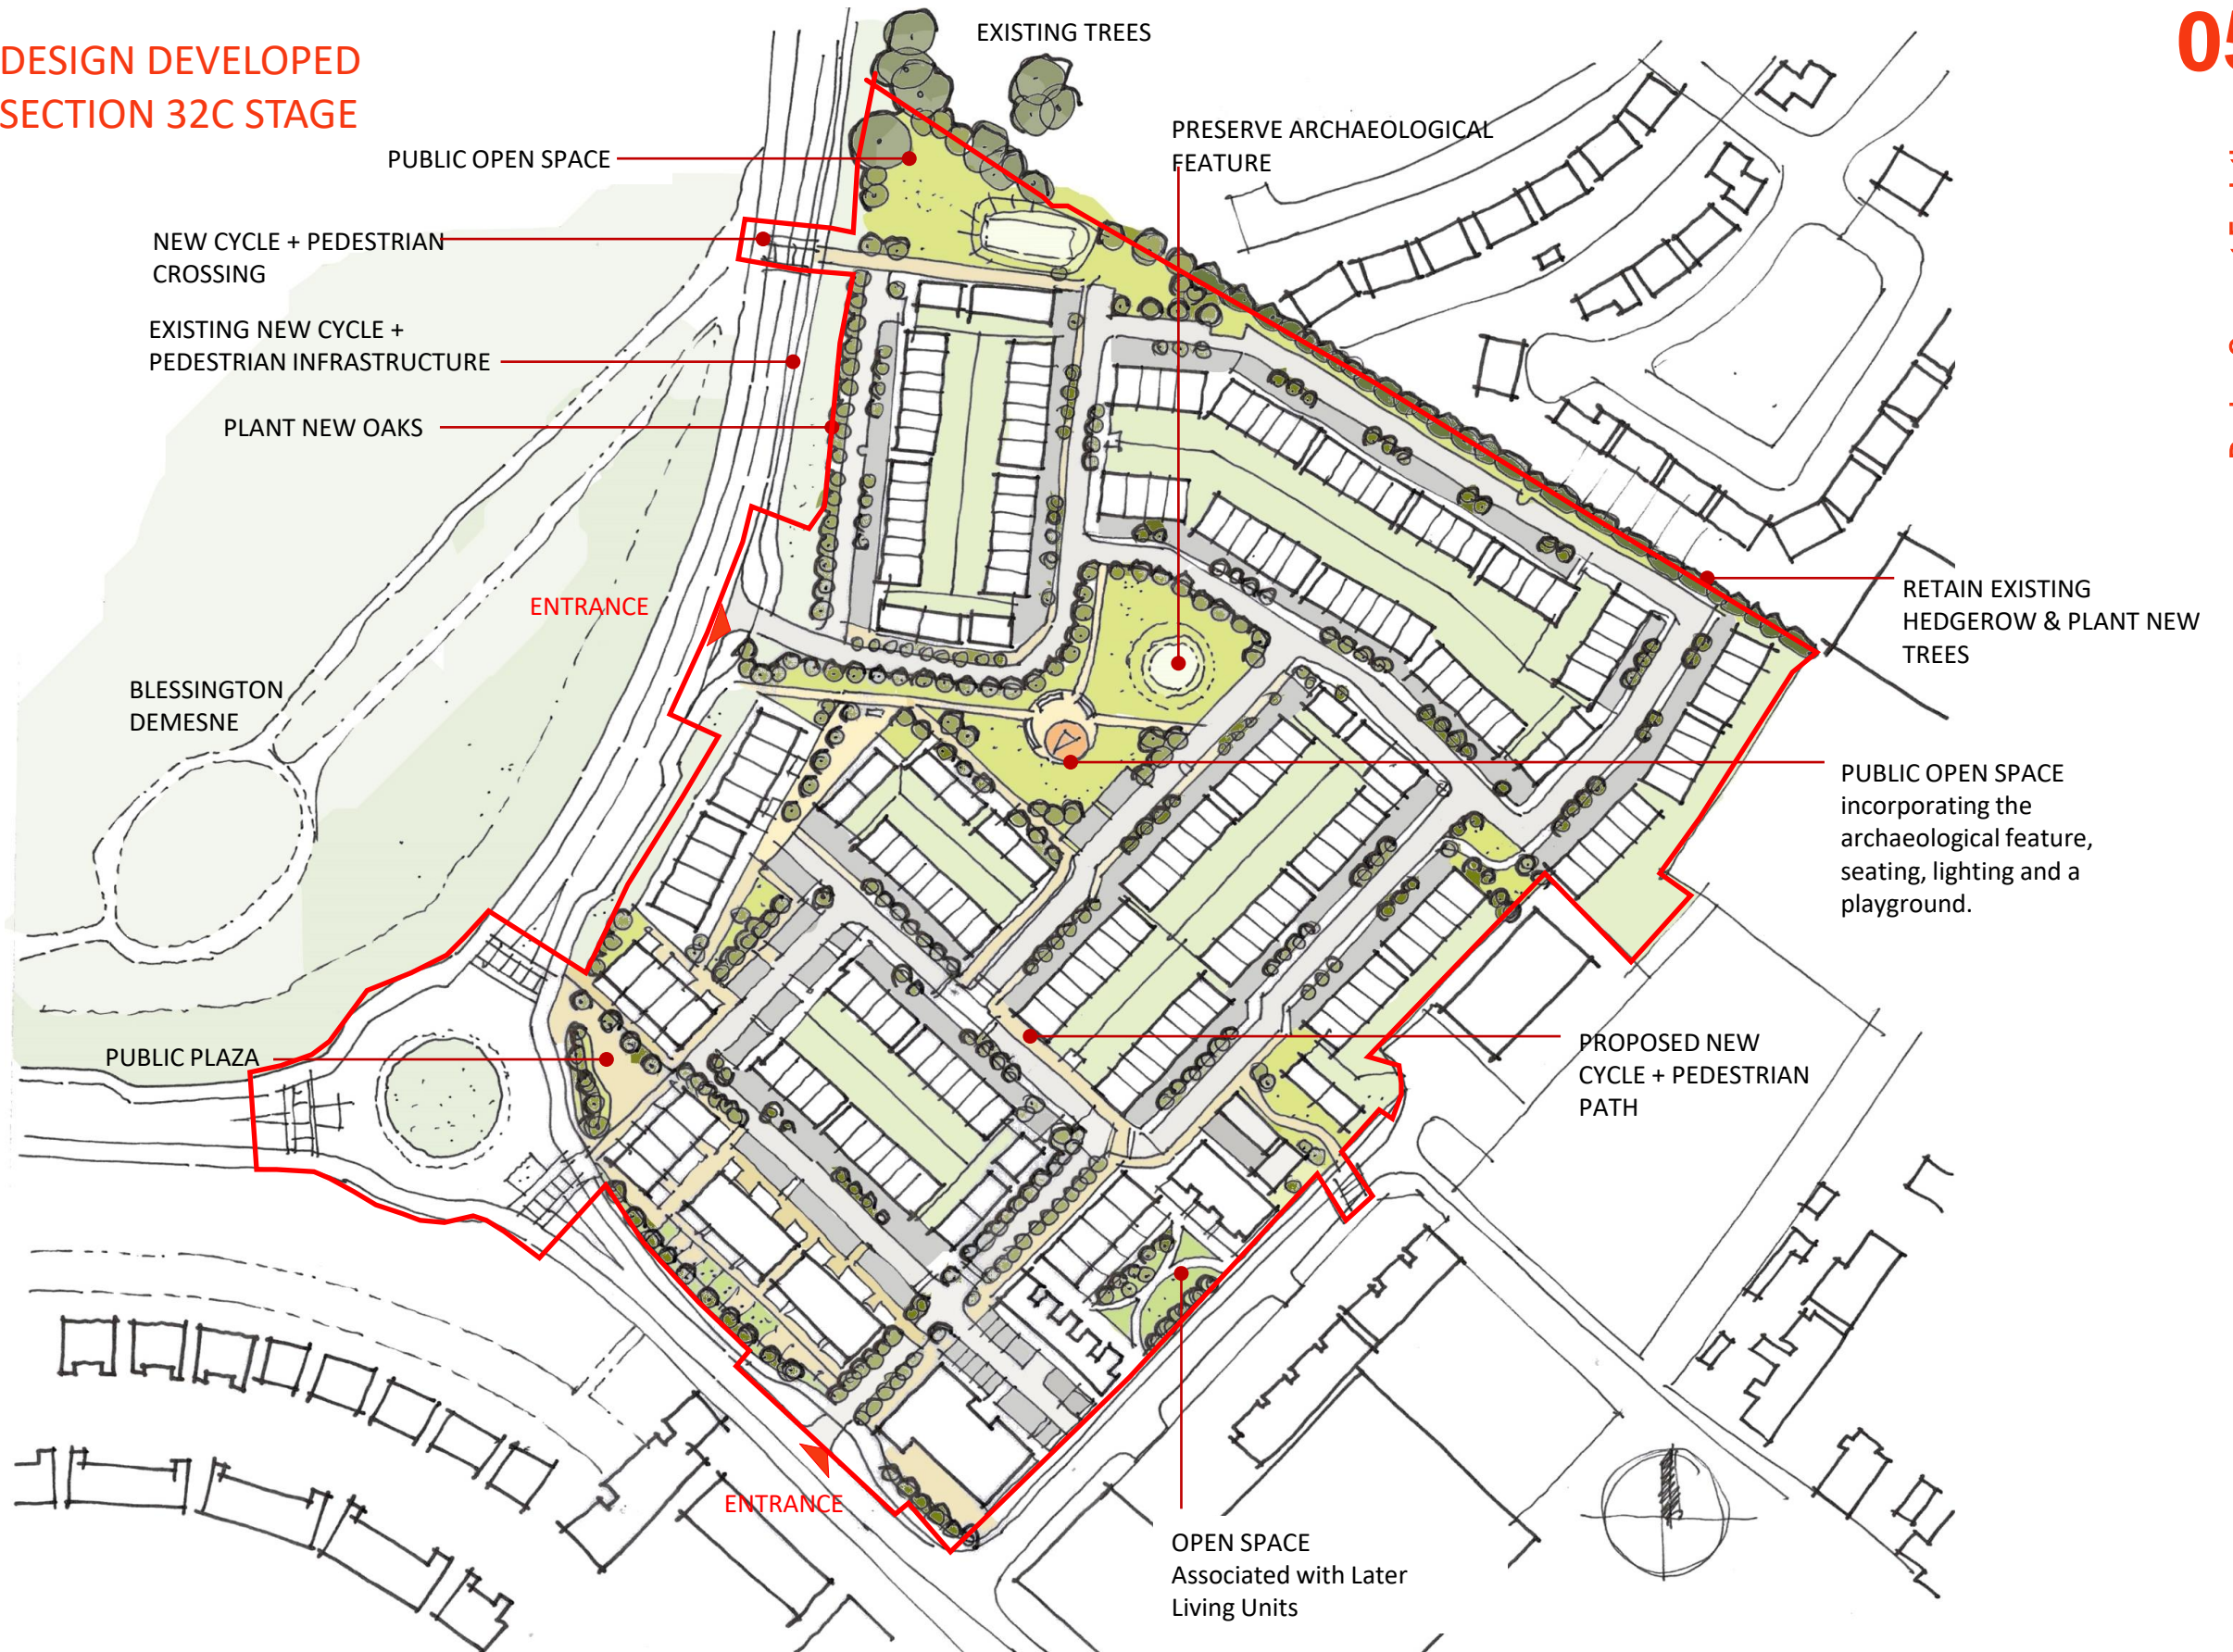 DESIGN DEVELOPED
SECTION 32C STAGE
05
EXISTING TREES
PUBLIC OPEN SPACE
PRESERVE ARCHAEOLOGICAL
FEATURE
NEW CYCLE + PEDESTRIAN
CROSSING
EXISTING NEW CYCLE +
PEDESTRIAN INFRASTRUCTURE
PLANT NEW OAKS
ENTRANCE
RETAIN EXISTING
HEDGEROW & PLANT NEW
TREES
BLESSINGTON
DEMESNE
PUBLIC OPEN SPACE
incorporating the
archaeological feature,
seating, lighting and a
playground.
PUBLIC PLAZA
PROPOSED NEW
CYCLE + PEDESTRIAN
PATH
ENTRANCE
OPEN SPACE
Associated with Later
Living Units